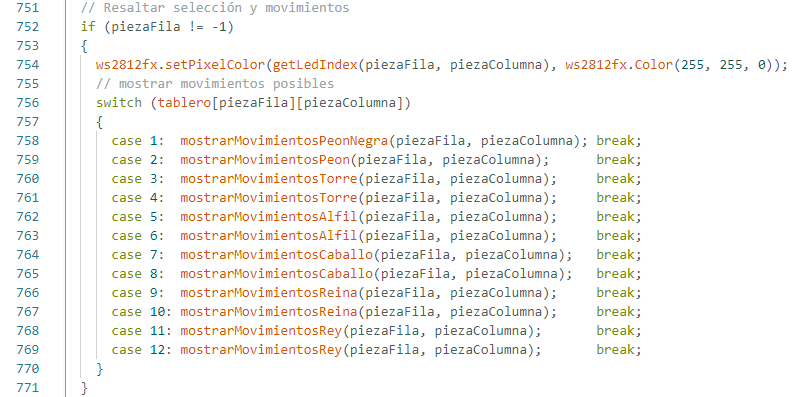 751 // Resaltar selección y movimientos
752 if (piezaFila != -1)
753 {
754 ws2812fx.setPixelColor(getLedIndex(piezaFila, piezaColumna), ws2812fx.Color(255, 255, 0));
755 // mostrar movimientos posibles
756 switch (tablero[piezaFila][piezaColumna])
757 {
758 case 1: mostrarMovimientosPeonNegra(piezaFila, piezaColumna); break;
759 case 2: mostrarMovimientosPeon(piezaFila, piezaColumna); break;
760 case 3: mostrarMovimientosTorre(piezaFila, piezaColumna); break;
761 case 4: mostrarMovimientosTorre(piezaFila, piezaColumna); break;
762 case 5: mostrarMovimientosAlfil(piezaFila, piezaColumna); break;
763 case 6: mostrarMovimientosAlfil(piezaFila, piezaColumna); break;
764 case 7: mostrarMovimientosCaballo(piezaFila, piezaColumna); break;
765 case 8: mostrarMovimientosCaballo(piezaFila, piezaColumna); break;
766 case 9: mostrarMovimientosReina(piezaFila, piezaColumna); break;
767 case 10: mostrarMovimientosReina(piezaFila, piezaColumna); break;
768 case 11: mostrarMovimientosRey(piezaFila, piezaColumna); break;
769 case 12: mostrarMovimientosRey(piezaFila, piezaColumna); break;
770 }
771 }